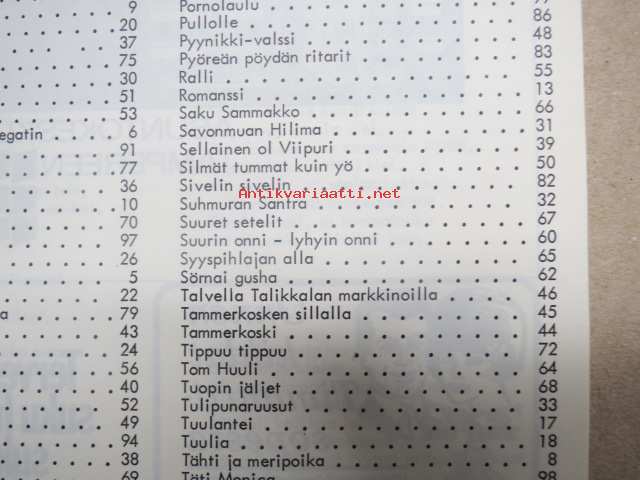 . . . 9
. . . 20
. . . 37
. . . 75
. . . 30
. . . 51
. . . 53
egatin . . . 6
. . . 91
. . . 77
. . . 36
. . . 10
. . . 70
. . . 97
. . . 26
. . . 5
. . . 22
a . . . 79
. . . 43
. . . 24
. . . 56
. . . 40
. . . 52
. . . 49
. . . 94
. . . 38
. . . 69
Pornolaulu . . .
Pullolle . . . 86
Pyynikki-valssi . . . 48
Pyöreän pöydän ritarit . . . 83
Ralli . . . 55
Romanssi . . . 13
Saku Sammakko . . . 66
Savonmuan Hilima . . . 31
Sellainen ol Viipuri . . . 39
Silmät tummat kuin yö . . . 50
Sivelin sivelin . . . 82
Suhmuran Santra . . . 32
Suuret setelit . . . 67
Suurin onni – lyhyin onni . . . 60
Syyspihlajan alla . . . 65
Sörnai gusha . . . 62
Talvella Talikkalan markkinoilla . . . 46
Tammerkosken sillalla . . . 45
Tammerkoski . . . 44
Tippuu tippuu . . . 72
Tom Huuli . . . 64
Tuopin jäljet . . . 68
Tulipunaruusut . . . 33
Tuulantei . . . 17
Tuulia . . . 18
Tähti ja meripoika . . . 8
Täti Monica . . . 98
Antikvariaatti.net